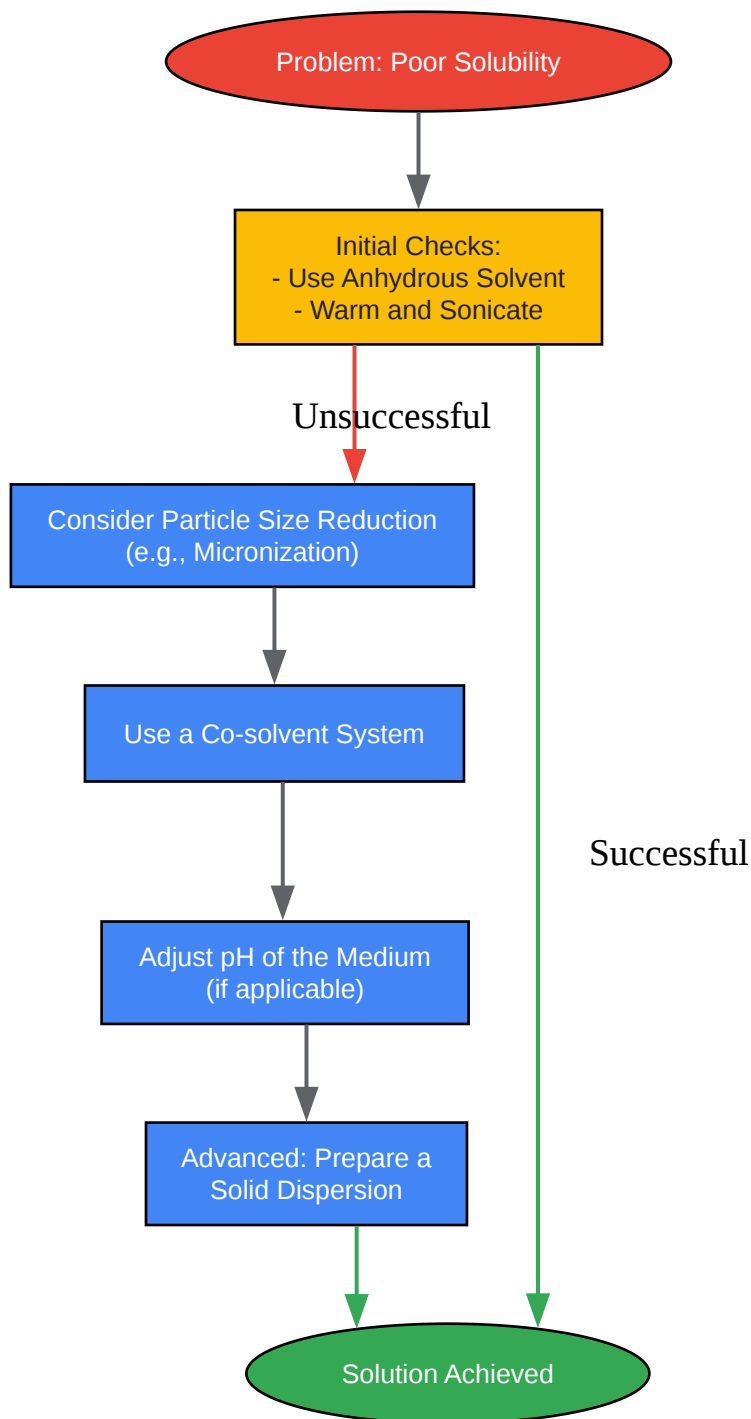 Problem: Poor Solubility
Initial Checks:
- Use Anhydrous Solvent
- Warm and Sonicate
Unsuccessful
Consider Particle Size Reduction
(e.g., Micronization)
Use a Co-solvent System
Successful
Adjust pH of the Medium
(if applicable)
Advanced: Prepare a
Solid Dispersion
Solution Achieved